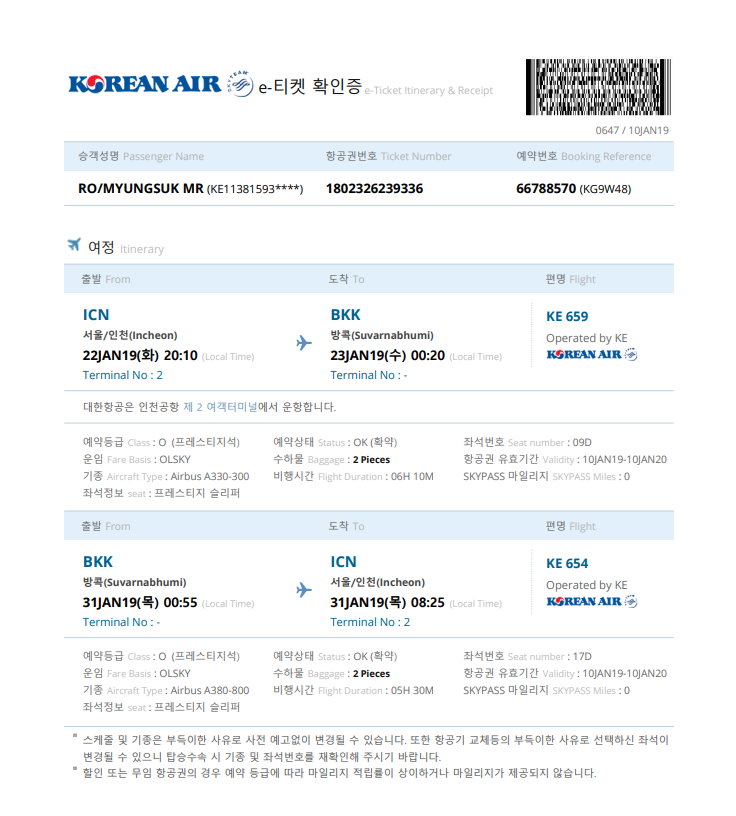 KOREAN AIR SKYTEAM e-티켓 확인증 e-Ticket Itinerary & Receipt
0647 / 10JAN19
승객성명 Passenger Name 항공권번호 Ticket Number 예약번호 Booking Reference
RO/MYUNGSUK MR (KE11381593****) 1802326239336 66788570 (KG9W48)
여정 Itinerary
출발 From 도착 To 편명 Flight
ICN BKK KE 659
서울/인천(Incheon) 방콕(Suvarnabhumi) Operated by KE
22JAN19(화) 20:10 (Local Time) 23JAN19(수) 00:20 (Local Time) KOREAN AIR
Terminal No : 2 Terminal No : -
대한항공은 인천공항 제 2 여객터미널에서 운항합니다.
예약등급 Class : O (프레스티지석) 예약상태 Status : OK (확약) 좌석번호 Seat number : 09D
운임 Fare Basis : OLSKY 수하물 Baggage : 2 Pieces 항공권 유효기간 Validity : 10JAN19-10JAN20
기종 Aircraft Type : Airbus A330-300 비행시간 Flight Duration : 06H 10M SKYPASS 마일리지 SKYPASS Miles : 0
좌석정보 seat : 프레스티지 슬리퍼
출발 From 도착 To 편명 Flight
BKK ICN KE 654
방콕(Suvarnabhumi) 서울/인천(Incheon) Operated by KE
31JAN19(목) 00:55 (Local Time) 31JAN19(목) 08:25 (Local Time) KOREAN AIR
Terminal No : - Terminal No : 2
예약등급 Class : O (프레스티지석) 예약상태 Status : OK (확약) 좌석번호 Seat number : 17D
운임 Fare Basis : OLSKY 수하물 Baggage : 2 Pieces 항공권 유효기간 Validity : 10JAN19-10JAN20
기종 Aircraft Type : Airbus A380-800 비행시간 Flight Duration : 05H 30M SKYPASS 마일리지 SKYPASS Miles : 0
좌석정보 seat : 프레스티지 슬리퍼
스케줄 및 기종은 부득이한 사유로 사전 예고없이 변경될 수 있습니다. 또한 항공기 교체등의 부득이한 사유로 선택하신 좌석이
변경될 수 있으니 탑승수속 시 기종 및 좌석번호를 재확인해 주시기 바랍니다.
할인 또는 무임 항공권의 경우 예약 등급에 따라 마일리지 적립률이 상이하거나 마일리지가 제공되지 않습니다.